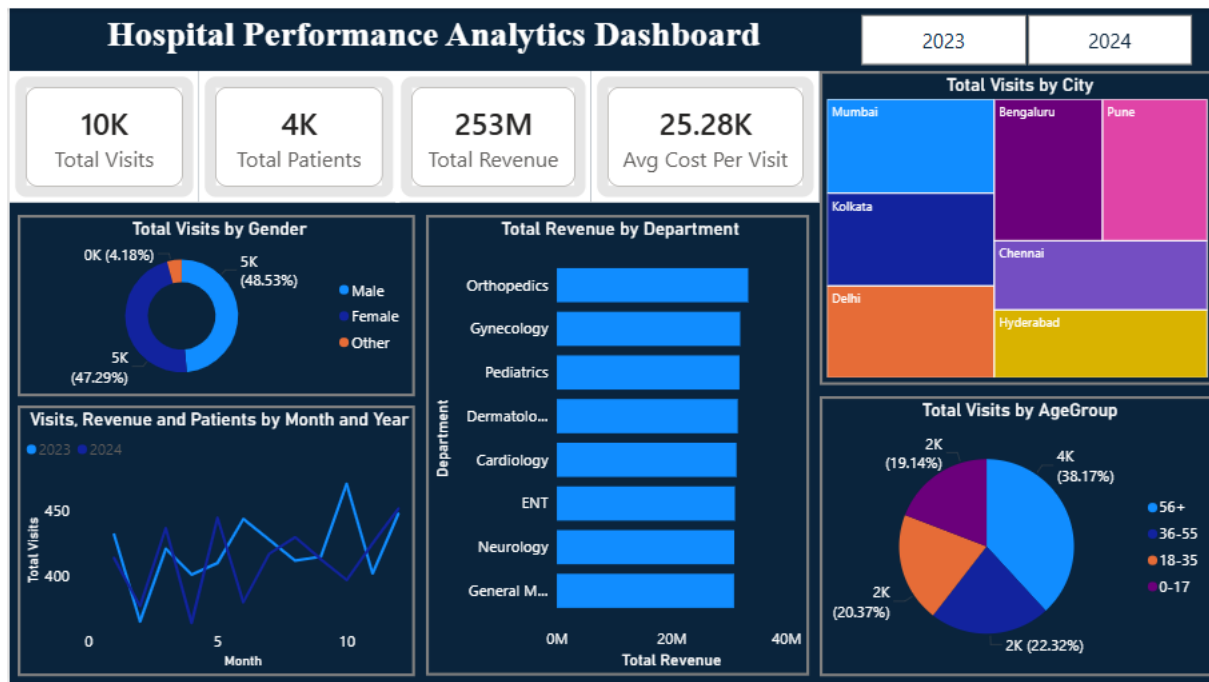 Hospital Performance Analytics Dashboard
2023
2024
10K
Total Visits
4K
Total Patients
253M
Total Revenue
25.28K
Avg Cost Per Visit
Total Visits by City
Mumbai
Bengaluru
Pune
Kolkata
Chennai
Delhi
Hyderabad
Total Visits by Gender
0K (4.18%)
5K
(48.53%)
5K
(47.29%)
Male
Female
Other
Total Revenue by Department
Department
Orthopedics
Gynecology
Pediatrics
Dermatolo...
Cardiology
ENT
Neurology
General M...
0M
20M
40M
Total Revenue
Visits, Revenue and Patients by Month and Year
2023
2024
Total Visits
450
400
0
5
10
Month
Total Visits by AgeGroup
2K
(19.14%)
4K
(38.17%)
2K
(20.37%)
2K (22.32%)
56+
36-55
18-35
0-17